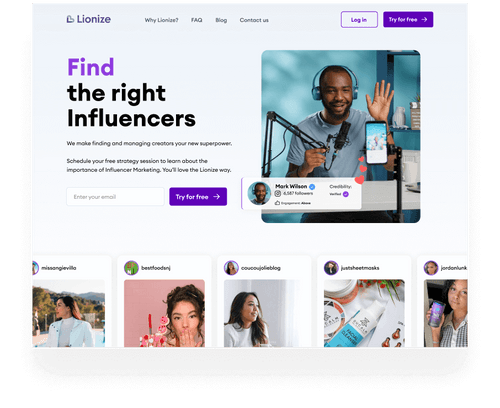 Lionize
Why Lionize?
FAQ
Blog
Contact us
Log in
Try for free →
Find
the right
Influencers
We make finding and managing creators your new superpower.
Schedule your free strategy session to learn about the
importance of Influencer Marketing. You'll love the Lionize way.
Enter your email
Try for free →
Mark Wilson
6,587 followers
Engagement: Above
Credibility:
Verified
missangievilla
bestfoodsnj
coucoujolieblog
justsheetmasks
jordaniunk